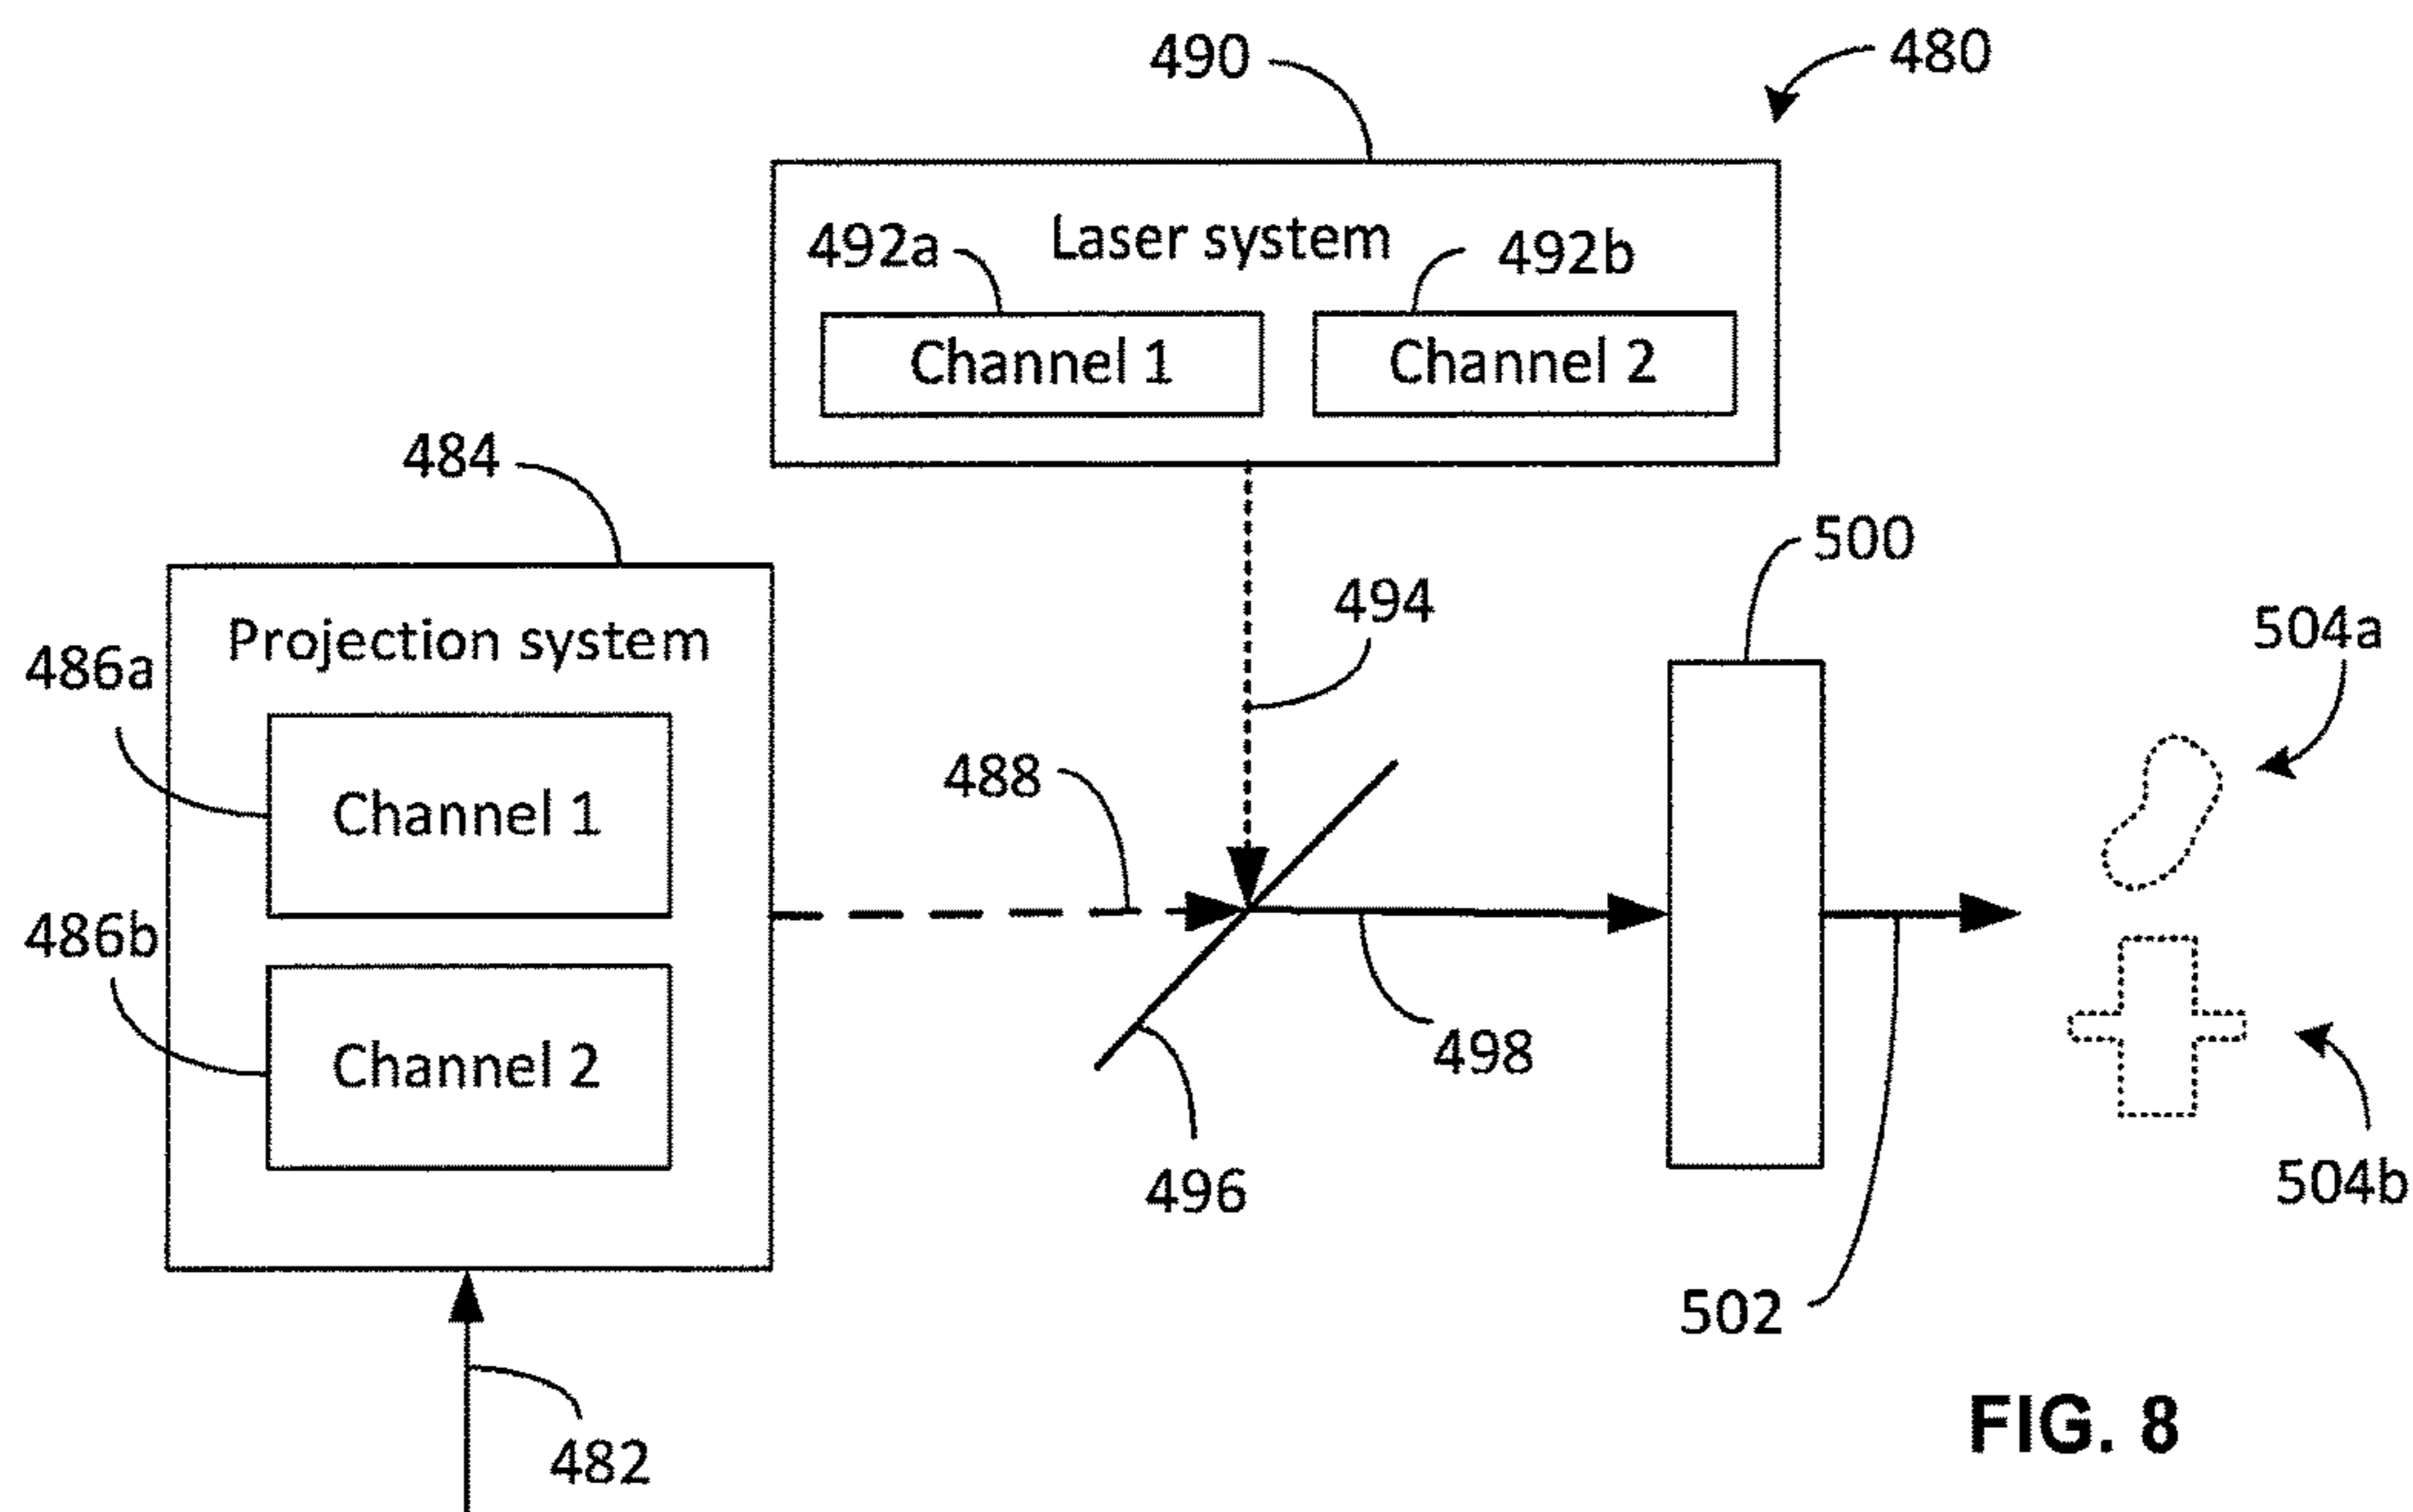 490
480
492a
Laser system
492b
Channel 1
Channel 2
484
500
494
504a
Projection system
486a
488
Channel 1
486b
498
Channel 2
496
504b
502
482
FIG. 8